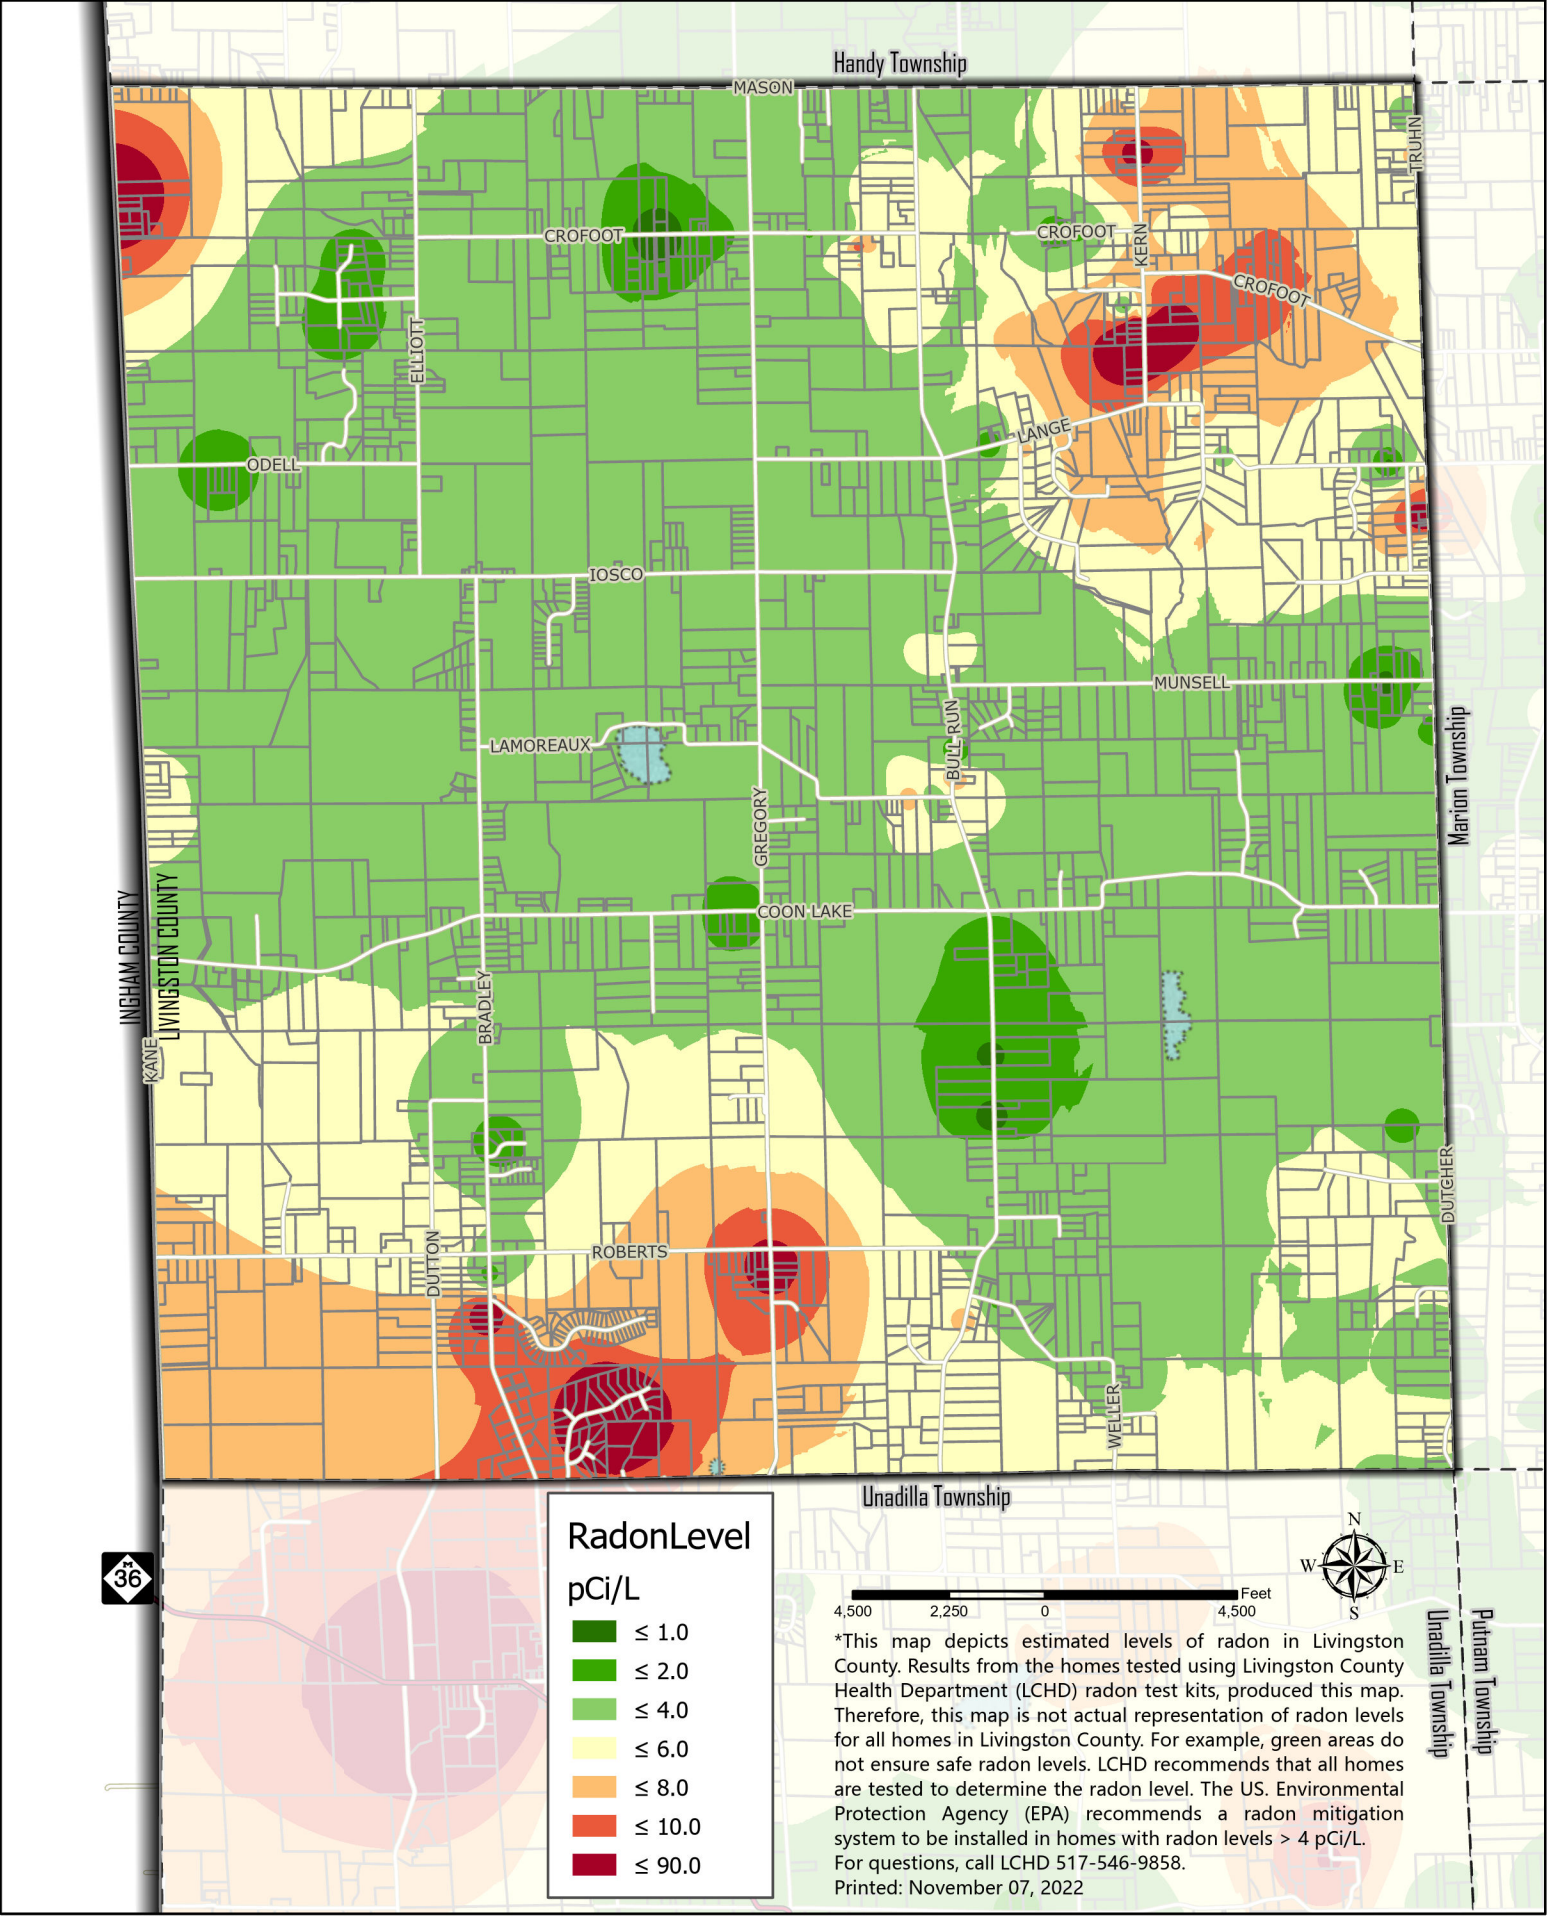 Handy Township
MASON
TRUHN
CROFOOT
CROFOOT
KERN
CROFOOT
ELLIOTT
LANGE
ODELL
IOSCO
MUNSELL
LAMOREAUX
BULL RUN
Marion Township
GREGORY
COON LAKE
INGHAM COUNTY
LIVINGSTON COUNTY
BRADLEY
KANE
DUTCHER
DUTTON
ROBERTS
WELLER
Unadilla Township
M
36
RadonLevel
pCi/L
≤ 1.0
≤ 2.0
≤ 4.0
≤ 6.0
≤ 8.0
≤ 10.0
≤ 90.0
N
W E
S
Feet
4,500 2,250 0 4,500
Unadilla Township
Putnam Township
*This map depicts estimated levels of radon in Livingston
County. Results from the homes tested using Livingston County
Health Department (LCHD) radon test kits, produced this map.
Therefore, this map is not actual representation of radon levels
for all homes in Livingston County. For example, green areas do
not ensure safe radon levels. LCHD recommends that all homes
are tested to determine the radon level. The US. Environmental
Protection Agency (EPA) recommends a radon mitigation
system to be installed in homes with radon levels > 4 pCi/L.
For questions, call LCHD 517-546-9858.
Printed: November 07, 2022